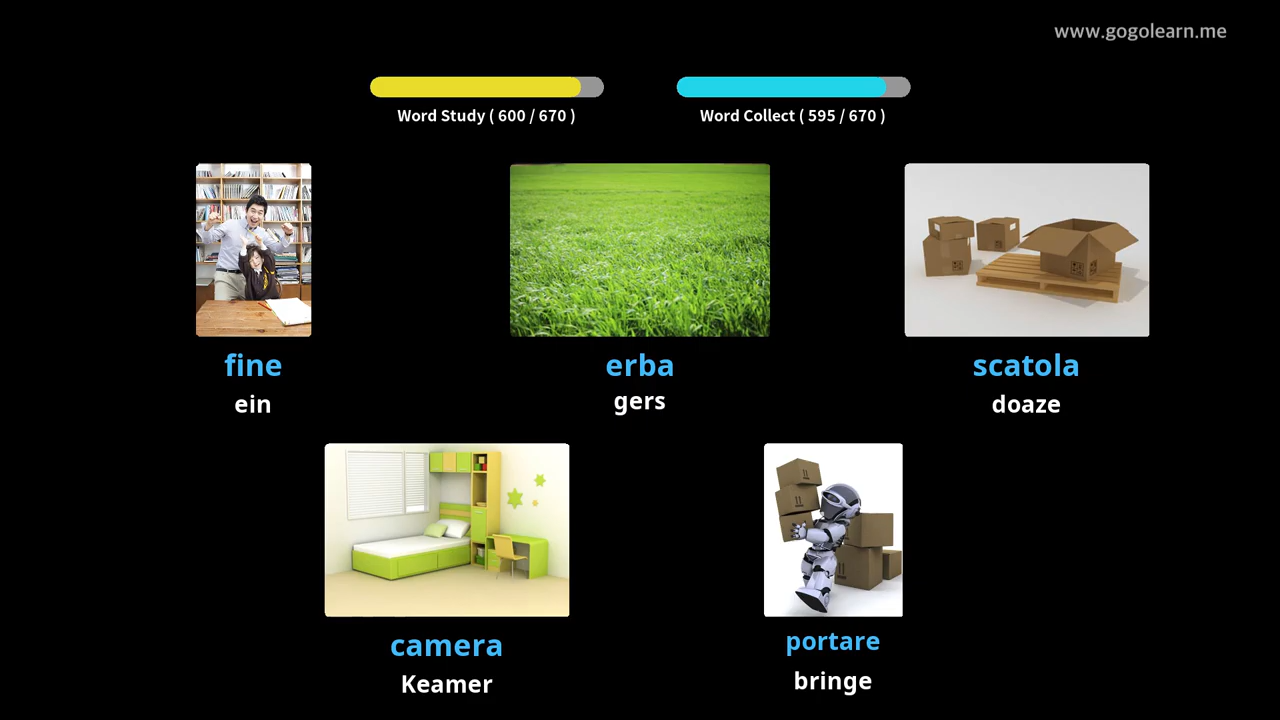 www.gogolearn.me
Word Study ( 600 / 670 )
Word Collect ( 595 / 670 )
fine
ein
erba
gers
scatola
doaze
camera
Keamer
portare
bringe